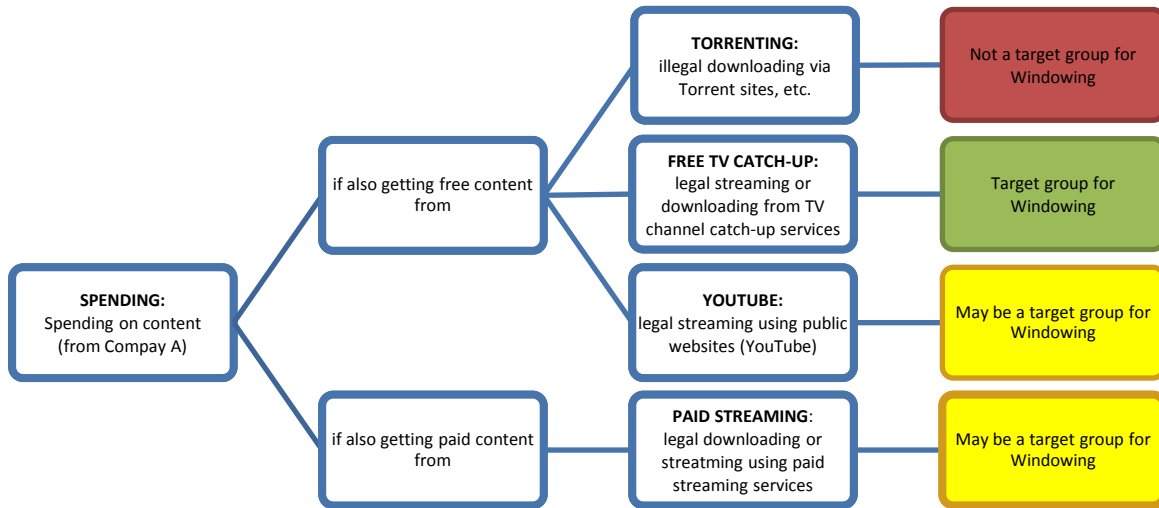 TORRENTING:
illegal downloading via
Torrent sites, etc.
Not a target group for
Windowing
if also getting free content
from
FREE TV CATCH-UP:
legal streaming or
downloading from TV
channel catch-up services
Target group for
Windowing
SPENDING:
Spending on content
(from Compay A)
YOUTUBE:
legal streaming using public
websites (YouTube)
May be a target group for
Windowing
if also getting paid content
from
PAID STREAMING:
legal downloading or
streatming using paid
streaming services
May be a target group for
Windowing